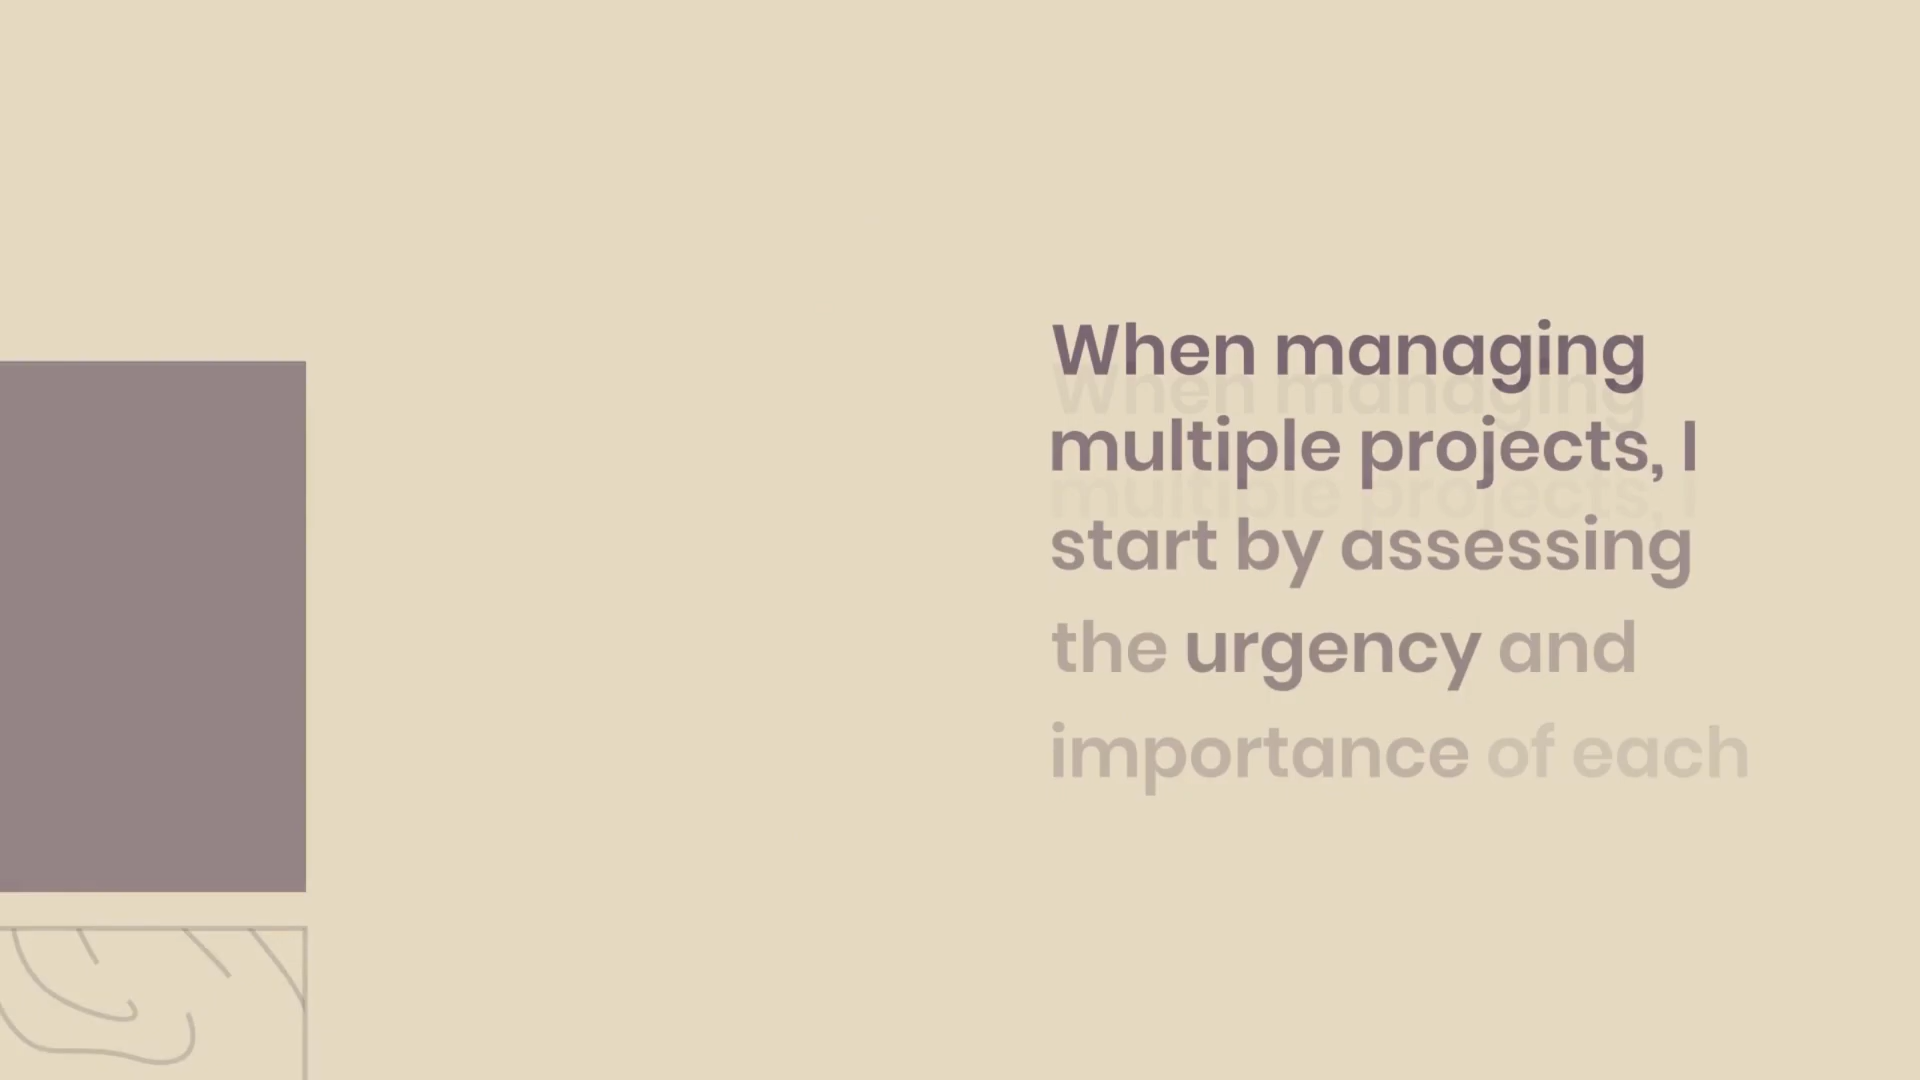 When managing
multiple projects, I
start by assessing
the urgency and
importance of each